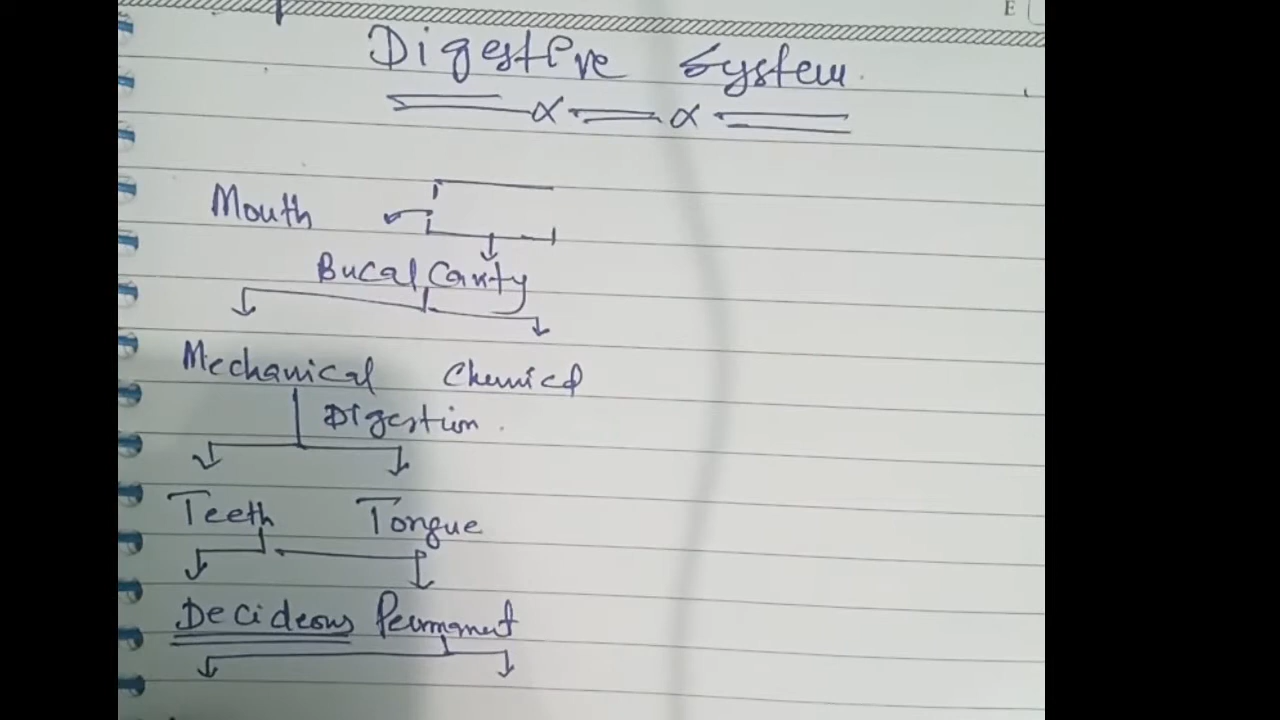 E
Digestive System
Mouth
Bucal Cavity
Mechanical Chemical
Digestion
Teeth Tongue
Decideous Permanent